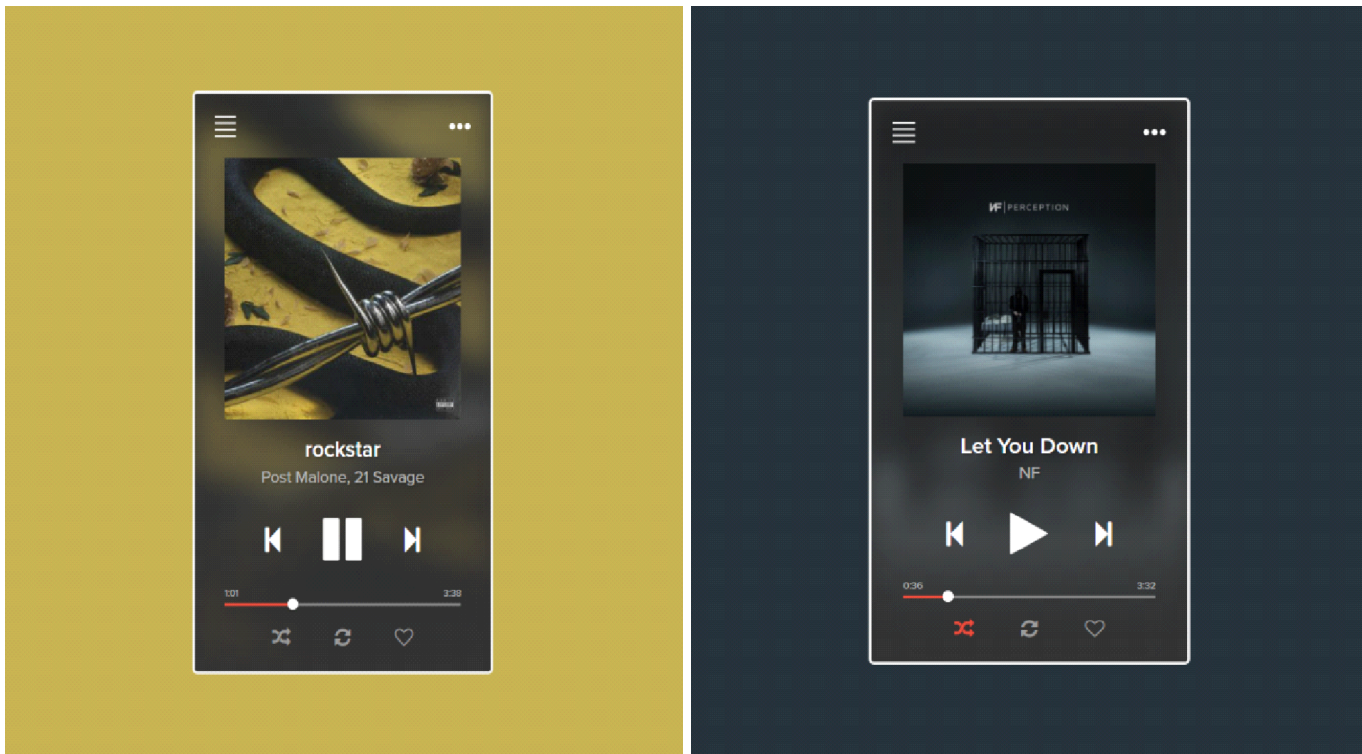 rockstar
Post Malone, 21 Savage
1:01 3:38
NF | PERCEPTION
Let You Down
NF
0:36 3:32